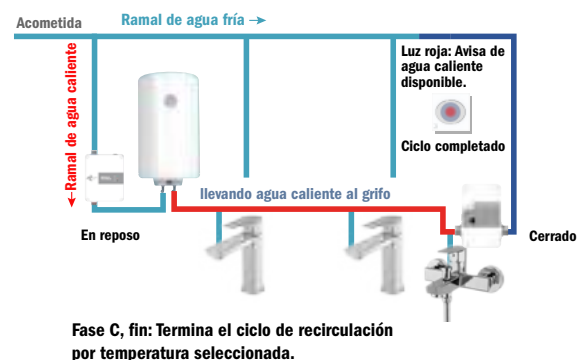 Acometida
Ramal de agua fría →
←Ramal de agua caliente
Luz roja: Avisa de
agua caliente
disponible.
Ciclo completado
llevando agua caliente al grifo
En reposo
Cerrado
Fase C, fin: Termina el ciclo de recirculación
por temperatura seleccionada.